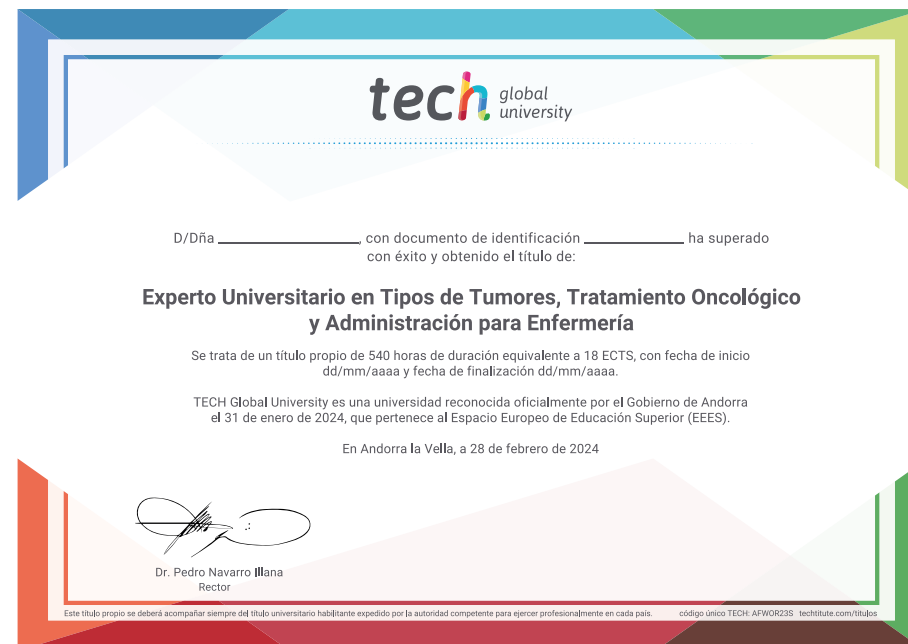 tech global university
D/Dña ____________________, con documento de identificación ______________ ha superado
con éxito y obtenido el título de:
Experto Universitario en Tipos de Tumores, Tratamiento Oncológico
y Administración para Enfermería
Se trata de un título propio de 540 horas de duración equivalente a 18 ECTS, con fecha de inicio
dd/mm/aaaa y fecha de finalización dd/mm/aaaa.
TECH Global University es una universidad reconocida oficialmente por el Gobierno de Andorra
el 31 de enero de 2024, que pertenece al Espacio Europeo de Educación Superior (EEES).
En Andorra la Vella, a 28 de febrero de 2024
Dr. Pedro Navarro Illana
Rector
Este título propio se deberá acompañar siempre del título universitario habilitante expedido por la autoridad competente para ejercer profesionalmente en cada país. código único TECH: AFWOR23S techtitute.com/titulos